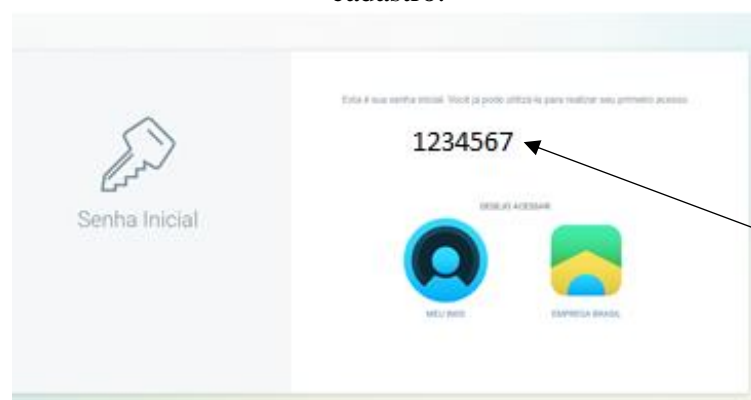 cadastro.
Esta é sua senha inicial. Você já pode utilizá-la para realizar seu primeiro acesso.
1234567
Senha Inicial
DESEJO ACESSAR
MEU INSS
EMPREGA BRASIL